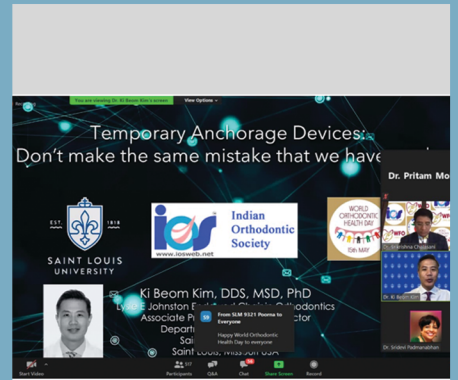 You are viewing Dr. Ki Beom Kim's screen
View Options
Temporary Anchorage Devices:
Don't make the same mistake that we have
Dr. Pritam Mo
EST. 1818
SAINT LOUIS
UNIVERSITY
ios
www.iosweb.net
Indian
Orthodontic
Society
WORLD
ORTHODONTIC
HEALTH DAY
15th MAY
WFO
Dr. Ki Beom Kim
Dr. Sridevi Padmanabhan
Ki Beom Kim, DDS, MSD, PhD
Johnston
Orthodontics
Associate
Depart
From SLM 9321 Poorna to
Everyone
Happy World Orthodontic
Health Day to everyone
Saint Louis, Missouri USA
Start Video
Participants
Q&A
Chat
Share Screen
Record